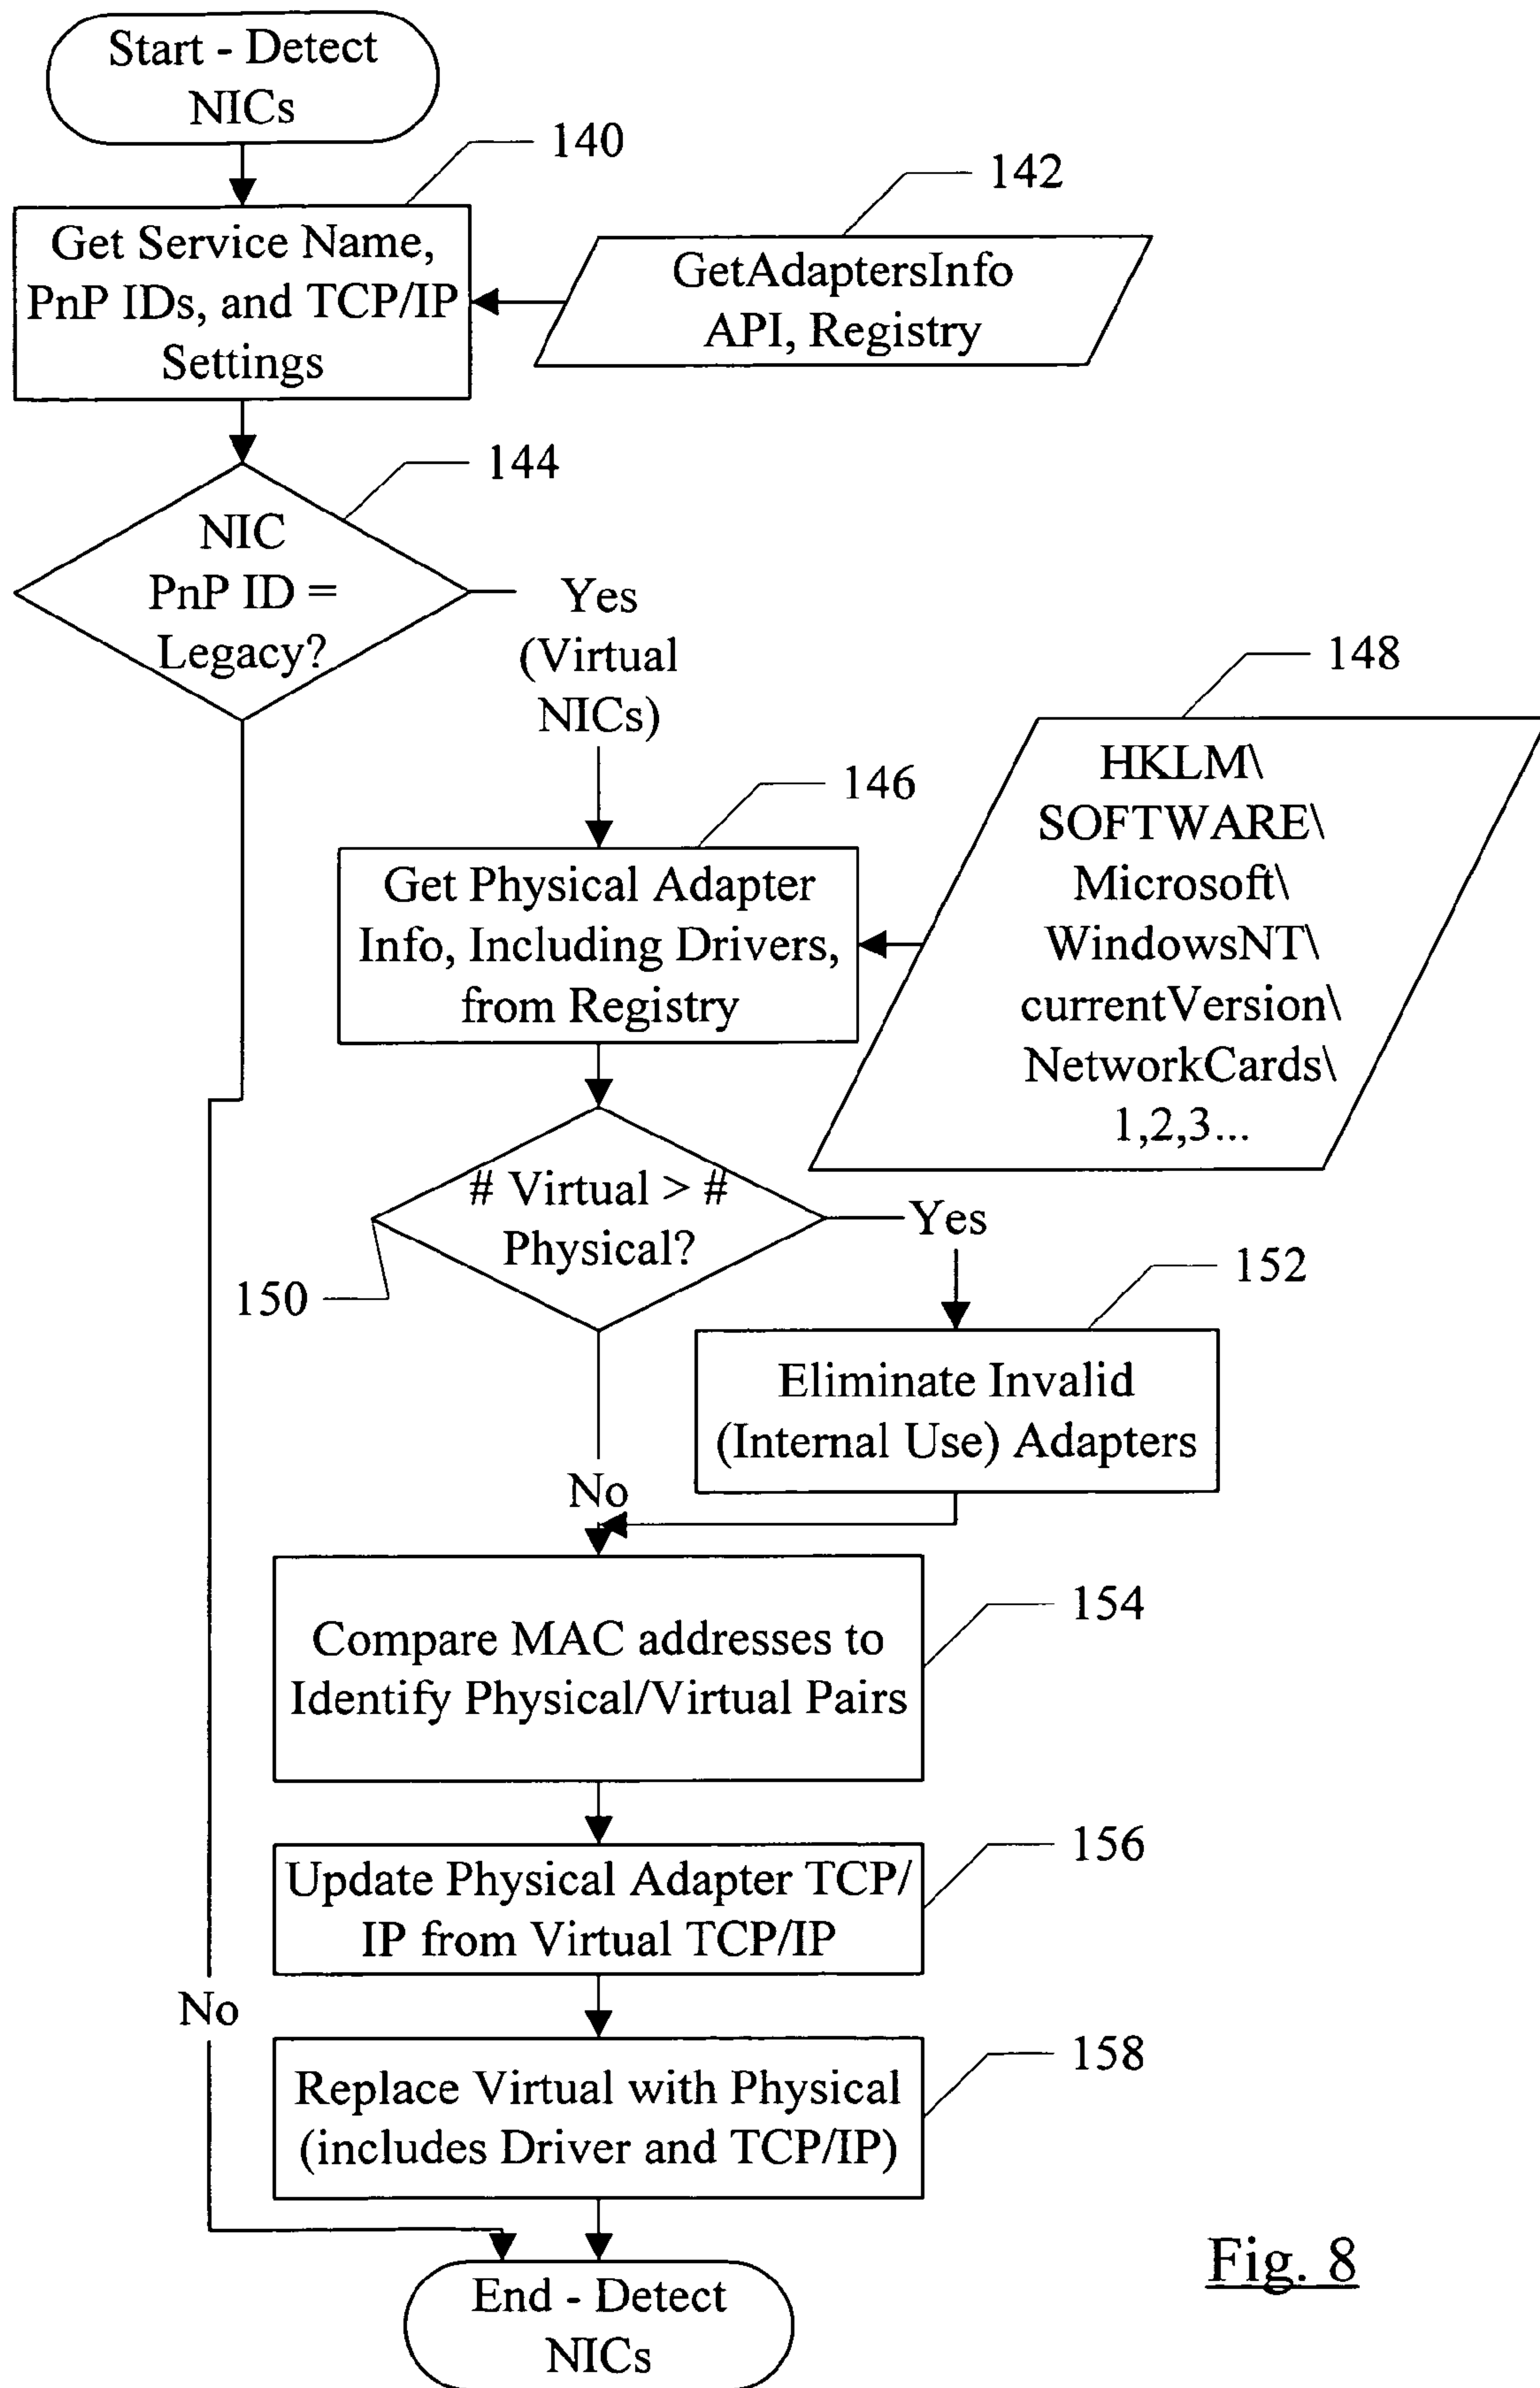 Start - Detect
NICs
140
142
Get Service Name,
PnP IDs, and TCP/IP
Settings
GetAdaptersInfo
API, Registry
144
NIC
PnP ID =
Legacy?
Yes
(Virtual
NICs)
148
HKLM\
SOFTWARE\
Microsoft\
WindowsNT\
currentVersion\
NetworkCards\
1,2,3...
146
Get Physical Adapter
Info, Including Drivers,
from Registry
# Virtual > #
Physical?
Yes
150
152
Eliminate Invalid
(Internal Use) Adapters
No
154
Compare MAC addresses to
Identify Physical/Virtual Pairs
156
Update Physical Adapter TCP/
IP from Virtual TCP/IP
No
158
Replace Virtual with Physical
(includes Driver and TCP/IP)
End - Detect
NICs
Fig. 8